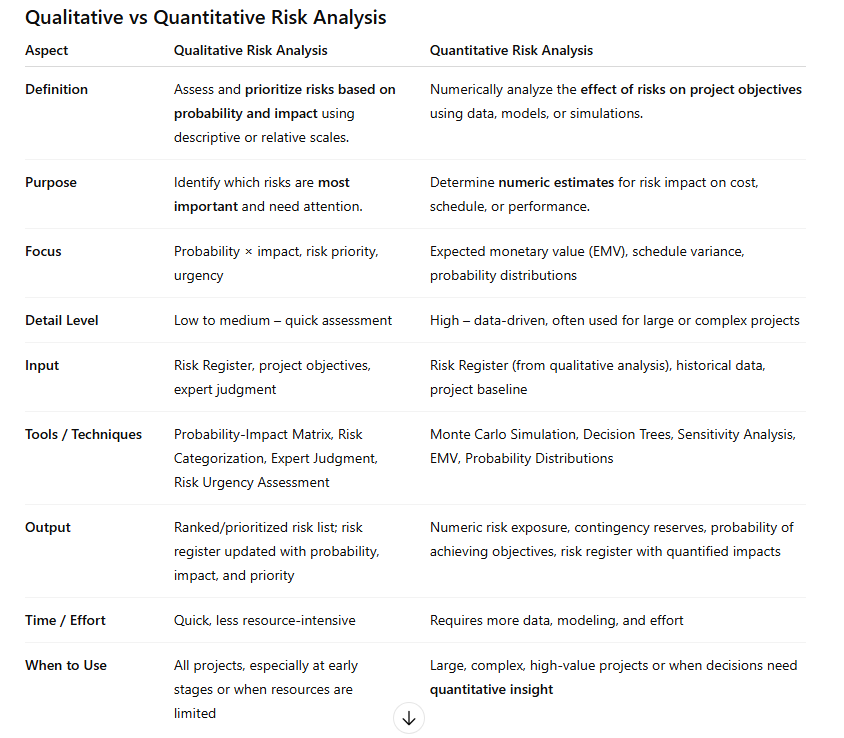 Qualitative vs Quantitative Risk Analysis
Aspect Qualitative Risk Analysis Quantitative Risk Analysis
Definition Assess and prioritize risks based on Numerically analyze the effect of risks on project objectives
probability and impact using using data, models, or simulations.
descriptive or relative scales.
Purpose Identify which risks are most Determine numeric estimates for risk impact on cost,
important and need attention. schedule, or performance.
Focus Probability × impact, risk priority, Expected monetary value (EMV), schedule variance,
urgency probability distributions
Detail Level Low to medium – quick assessment High – data-driven, often used for large or complex projects
Input Risk Register, project objectives, Risk Register (from qualitative analysis), historical data,
expert judgment project baseline
Tools / Techniques Probability-Impact Matrix, Risk Monte Carlo Simulation, Decision Trees, Sensitivity Analysis,
Categorization, Expert Judgment, EMV, Probability Distributions
Risk Urgency Assessment
Output Ranked/prioritized risk list; risk Numeric risk exposure, contingency reserves, probability of
register updated with probability, achieving objectives, risk register with quantified impacts
impact, and priority
Time / Effort Quick, less resource-intensive Requires more data, modeling, and effort
When to Use All projects, especially at early Large, complex, high-value projects or when decisions need
stages or when resources are quantitative insight
limited